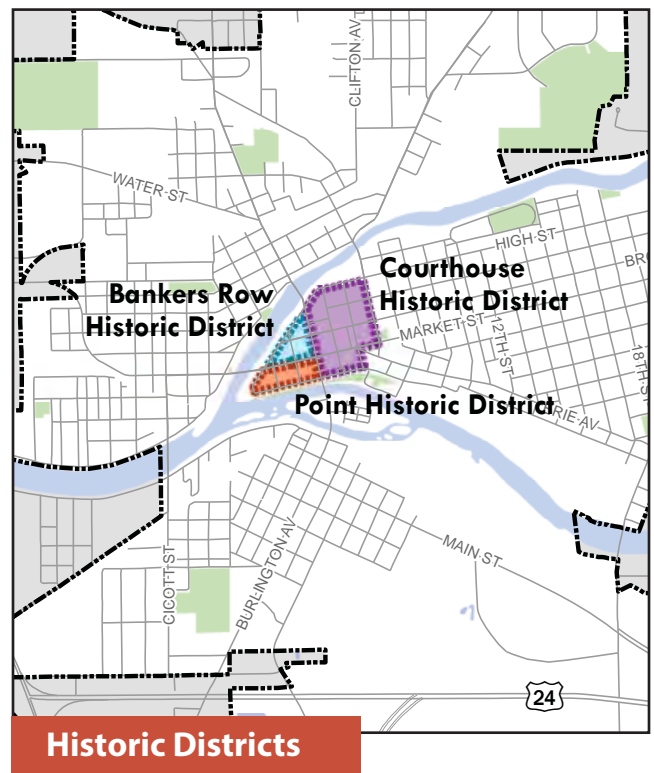 CLIFTON AV
WATER ST
HIGH ST
Courthouse
Historic District
Bankers Row
Historic District
MARKET ST
12TH ST
18TH ST
Point Historic District
RIE AV
MAIN ST
CICOTT ST
BURLINGTON AV
24
Historic Districts